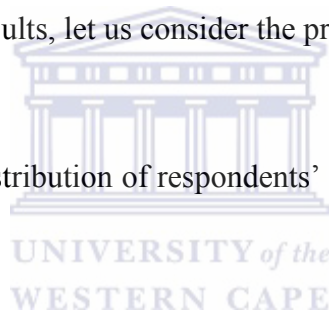 ults, let us consider the pr
stribution of respondents’
UNIVERSITY of the
WESTERN CAPE